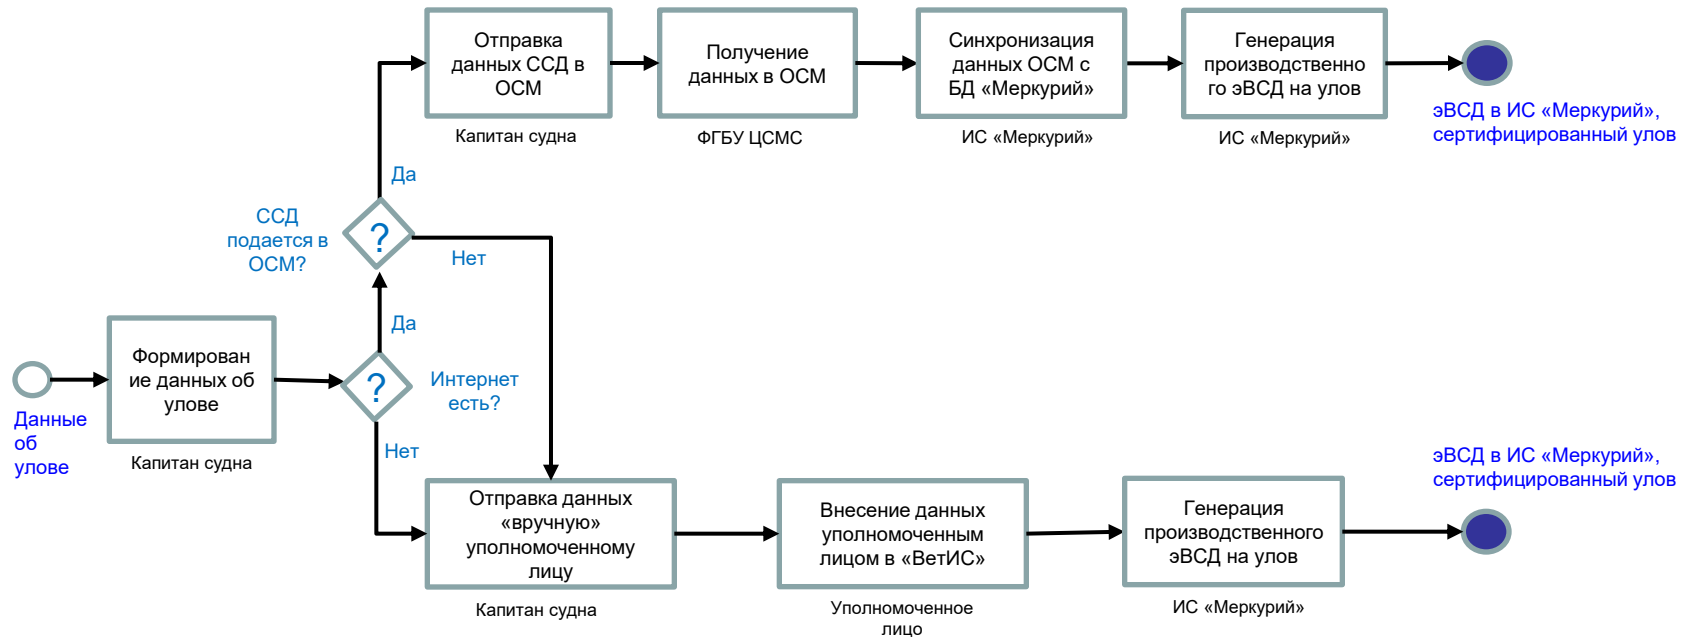 Отправка
данных ССД в
ОСМ
Капитан судна
Получение
данных в ОСМ
ФГБУ ЦСМС
Синхронизация
данных ОСМ с
БД «Меркурий»
ИС «Меркурий»
Генерация
производственно
го эВСД на улов
ИС «Меркурий»
эВСД в ИС «Меркурий»,
сертифицированный улов
Да
ССД
подается в
ОСМ?
?
Нет
Да
Формирован
ие данных об
улове
Капитан судна
Данные
об
улове
?
Интернет
есть?
Нет
Отправка данных
«вручную»
уполномоченному
лицу
Капитан судна
Внесение данных
уполномоченным
лицом в «ВетИС»
Уполномоченное
лицо
Генерация
производственного
эВСД на улов
ИС «Меркурий»
эВСД в ИС «Меркурий»,
сертифицированный улов